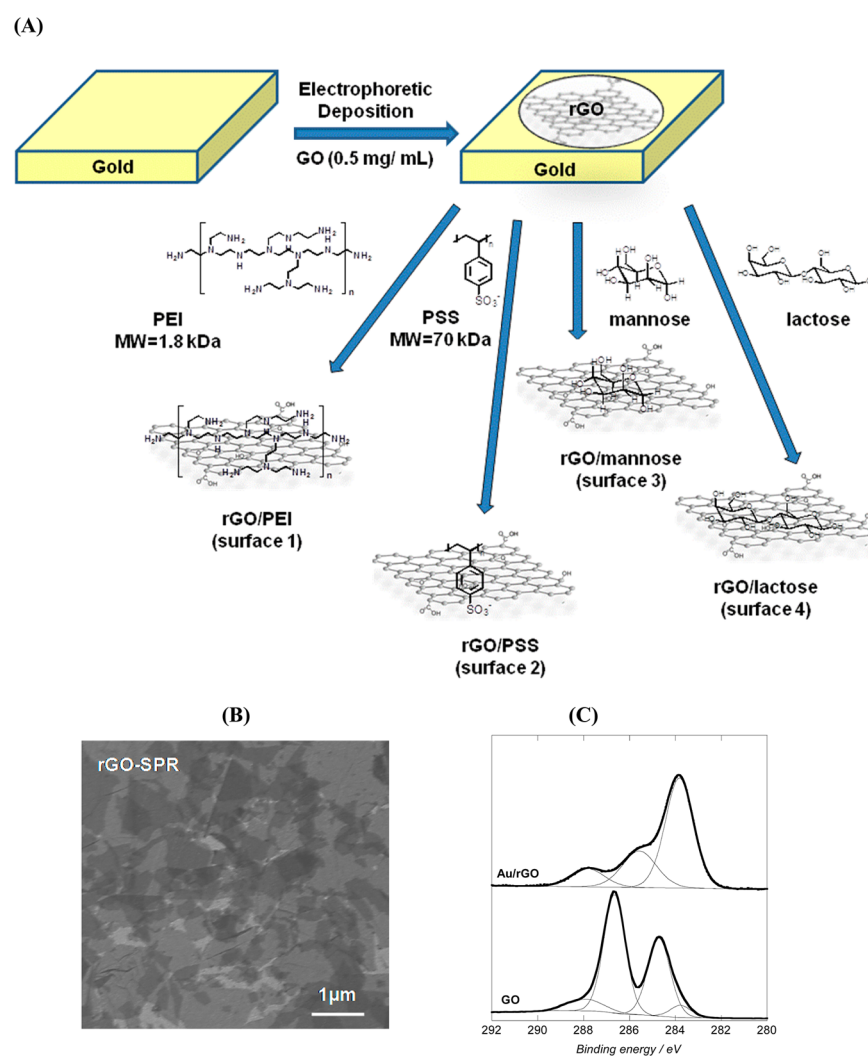 (A)
Electrophoretic
Deposition
GO (0.5 mg/ mL)
Gold
rGO
Gold
PEI
MW=1.8 kDa
PSS
MW=70 kDa
mannose
lactose
rGO/PEI
(surface 1)
rGO/PSS
(surface 2)
rGO/mannose
(surface 3)
rGO/lactose
(surface 4)
(B)
rGO-SPR
1µm
(C)
Au/rGO
GO
292 290 288 286 284 282 280
Binding energy / eV